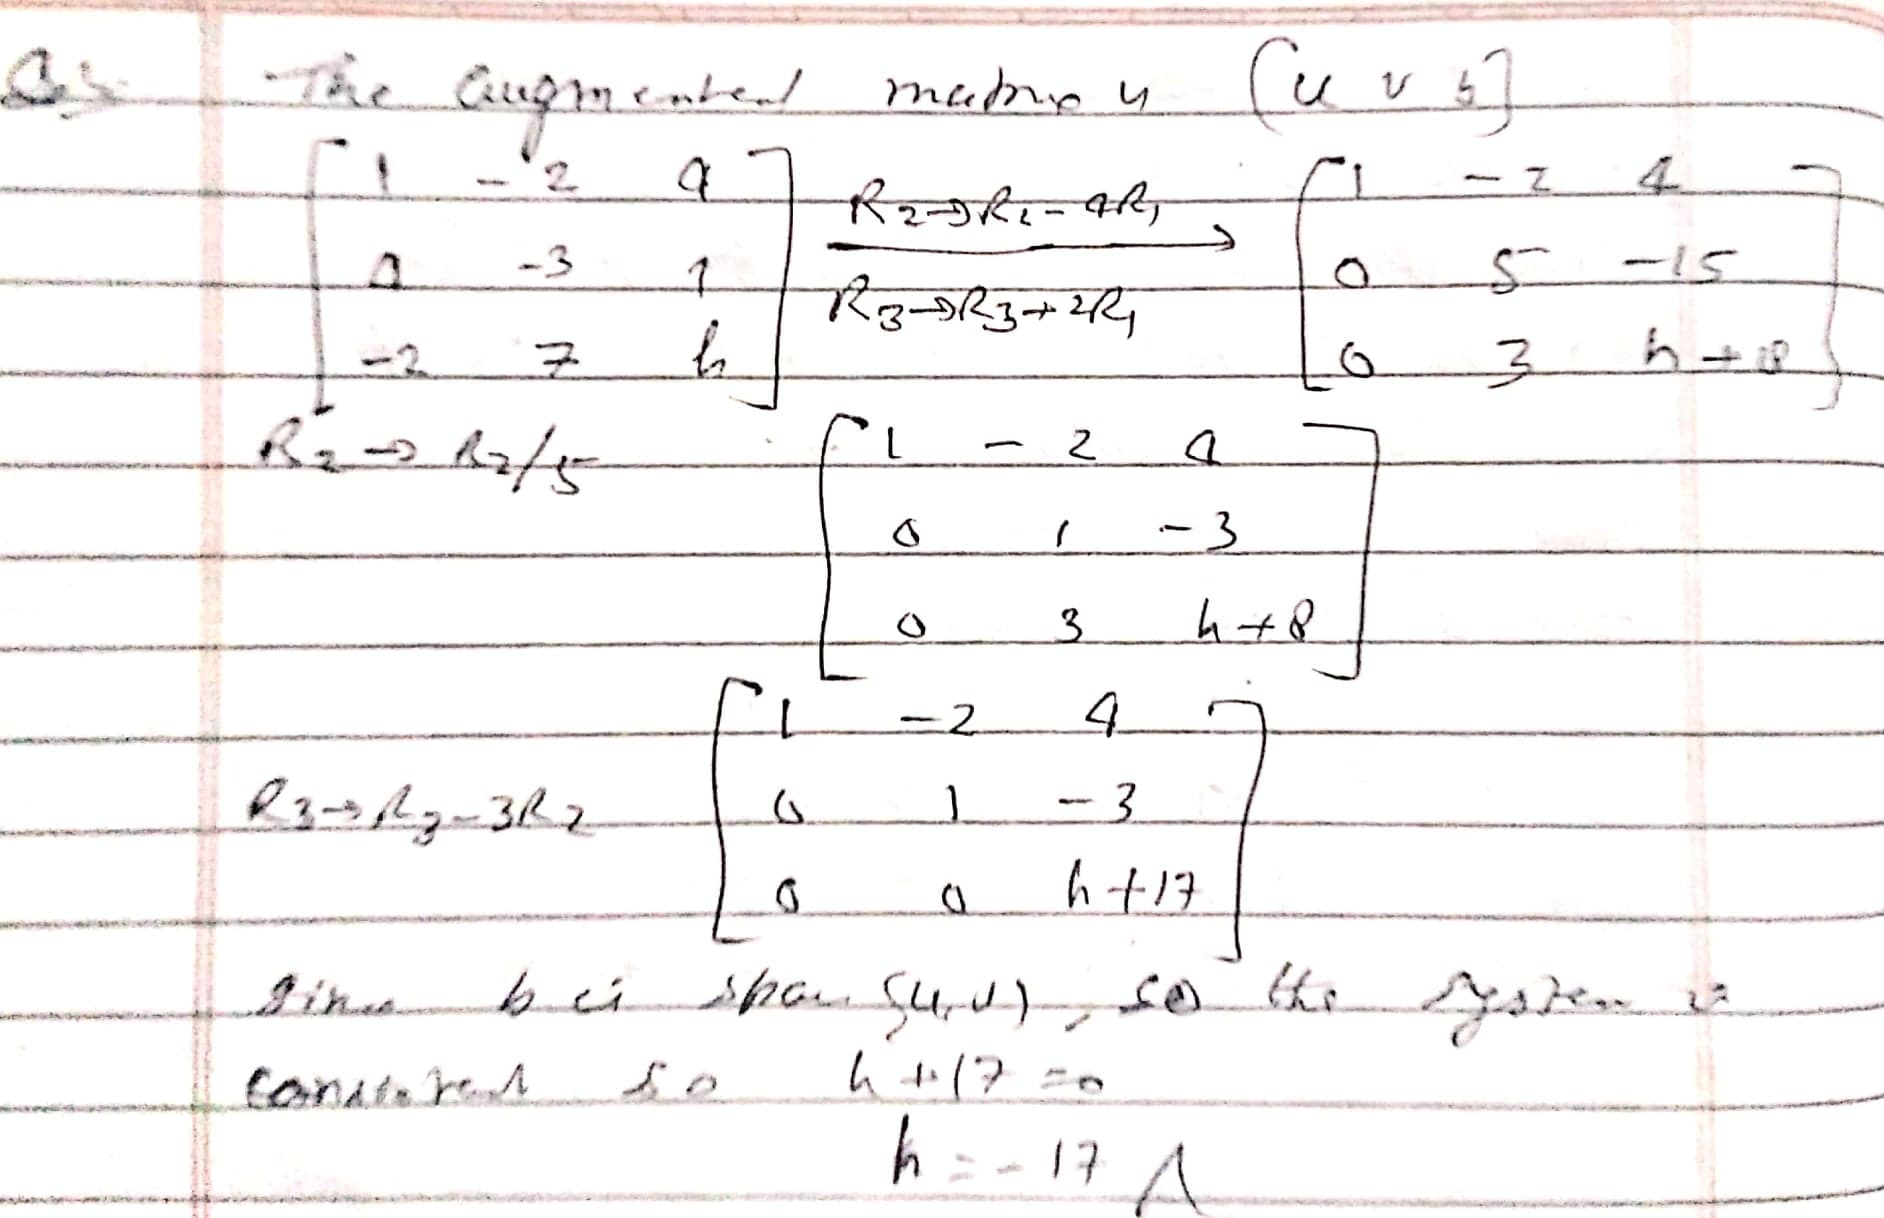 The augmented matrix is [u v b]
[1 -2 4] R2→R2-4R1 [1 -2 4]
[4 -3 1] [0 5 -15]
[-2 7 h] R3→R3+2R1 [0 3 h+8]
R2→R2/5 [1 -2 4]
[0 1 -3]
[0 3 h+8]
[1 -2 4]
R3→R3-3R2 [0 1 -3]
[0 0 h+17]
Since b is span {u,v}, so the system is
consistent so h+17=0
h=-17